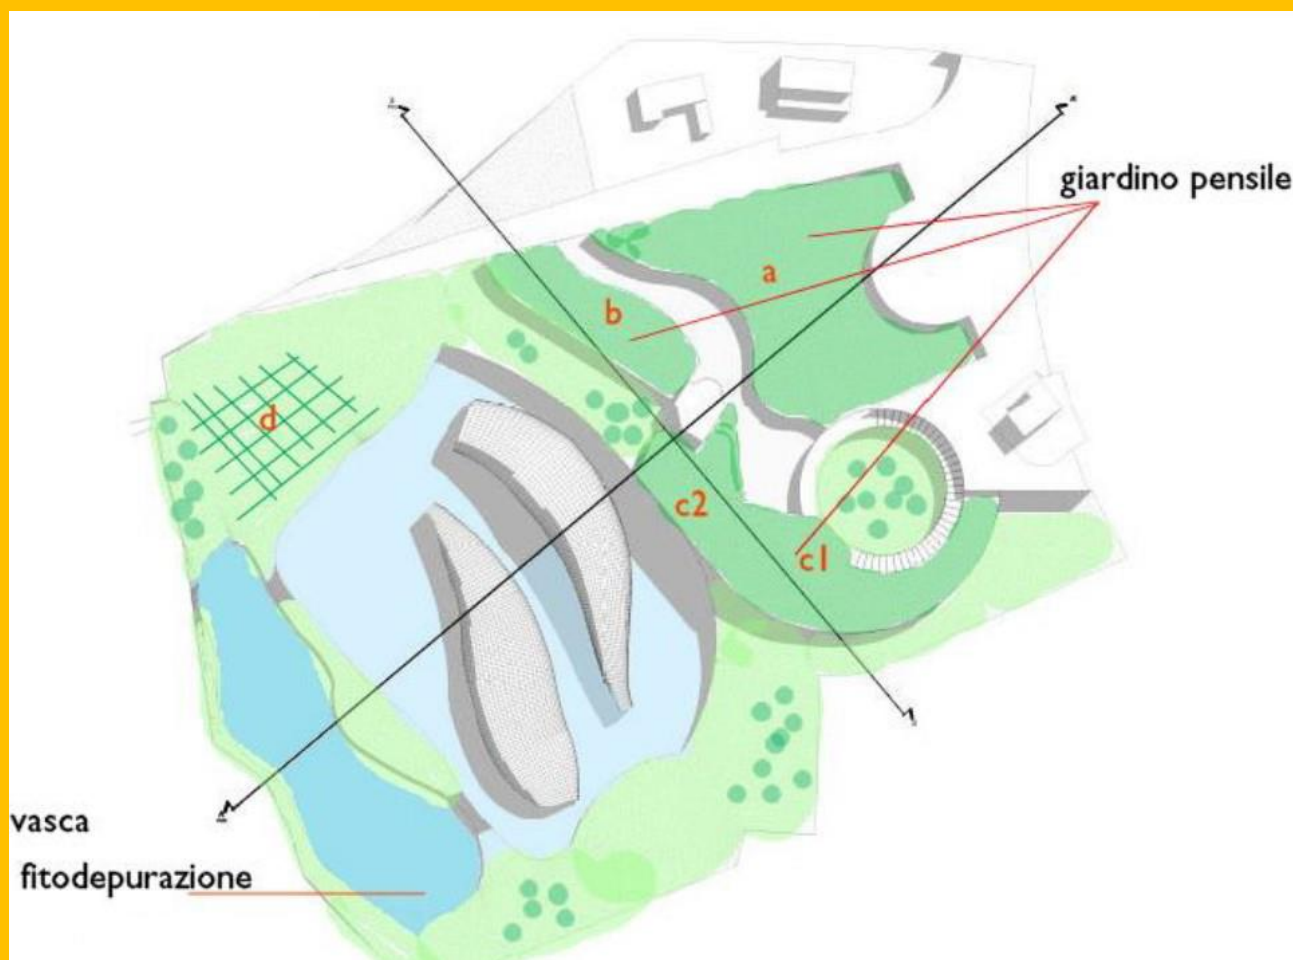 giardino pensile
a
b
d
c2
c1
vasca
fitodepurazione